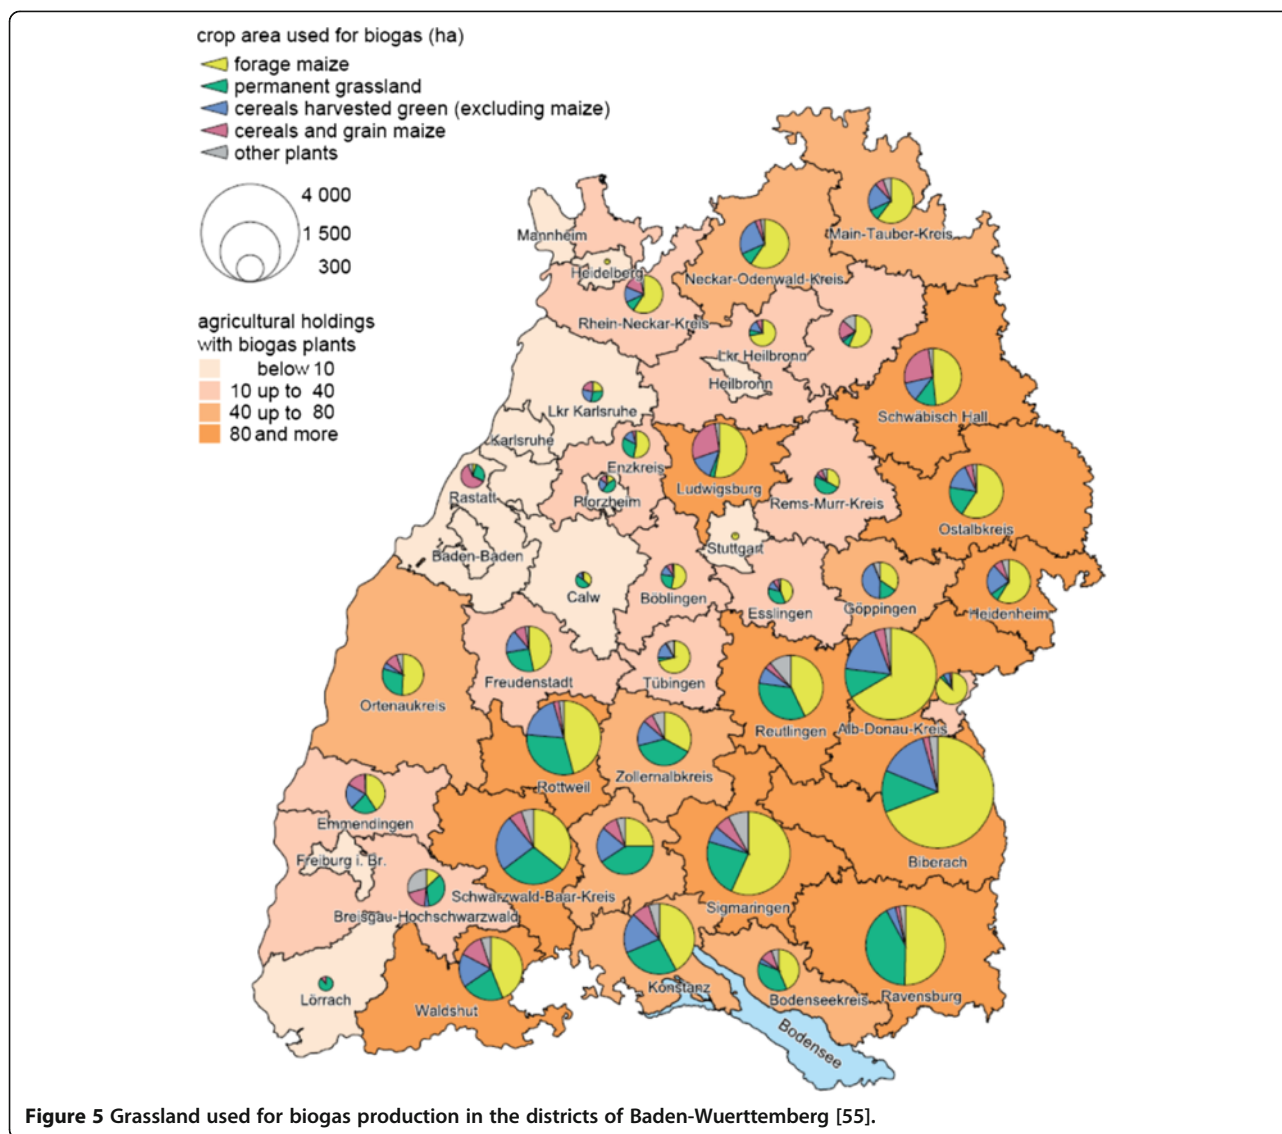 crop area used for biogas (ha)
forage maize
permanent grassland
cereals harvested green (excluding maize)
cereals and grain maize
other plants
4 000
1 500
300
agricultural holdings
with biogas plants
below 10
10 up to 40
40 up to 80
80 and more
Main-Tauber-Kreis
Mannheim
Heidelberg
Neckar-Odenwald-Kreis
Rhein-Neckar-Kreis
Lkr Heilbronn
Heilbronn
Lkr Karlsruhe
Schwäbisch Hall
Karlsruhe
Enzkreis
Ludwigsburg
Rastatt
Pforzheim
Rems-Murr-Kreis
Ostalbkreis
Stuttgart
Baden-Baden
Calw
Böblingen
Esslingen
Göppingen
Heidenheim
Freudenstadt
Tübingen
Ortenaukreis
Reutlingen
Alb-Donau-Kreis
Rottweil
Zollernalbkreis
Emmendingen
Freiburg i. Br.
Biberach
Schwarzwald-Baar-Kreis
Sigmaringen
Breisgau-Hochschwarzwald
Konstanz
Lörrach
Waldshut
Bodenseekreis
Ravensburg
Bodensee
Figure 5 Grassland used for biogas production in the districts of Baden-Wuerttemberg [55].